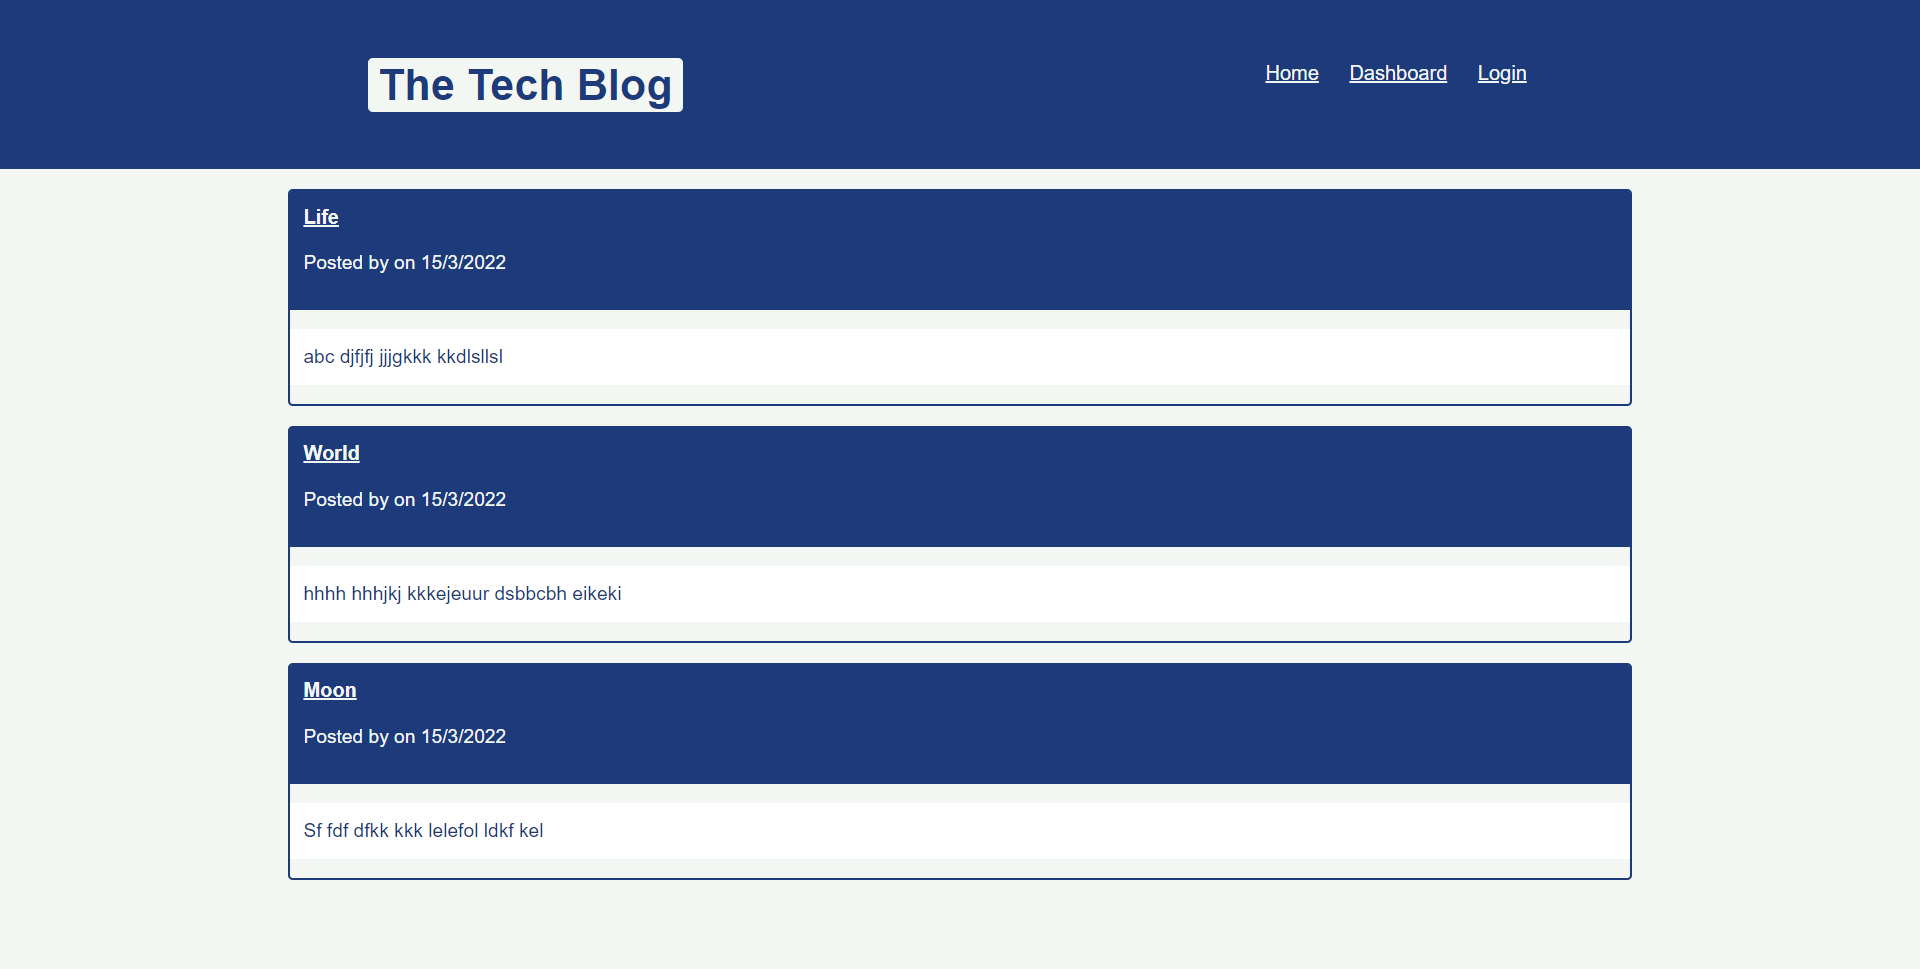 The Tech Blog
Home Dashboard Login
Life
Posted by on 15/3/2022
abc djfjfj jjjgkkk kkdlsllsl
World
Posted by on 15/3/2022
hhhh hhhjkj kkkejeuur dsbbcbh eikeki
Moon
Posted by on 15/3/2022
Sf fdf dfkk kkk lelefol ldkf kel